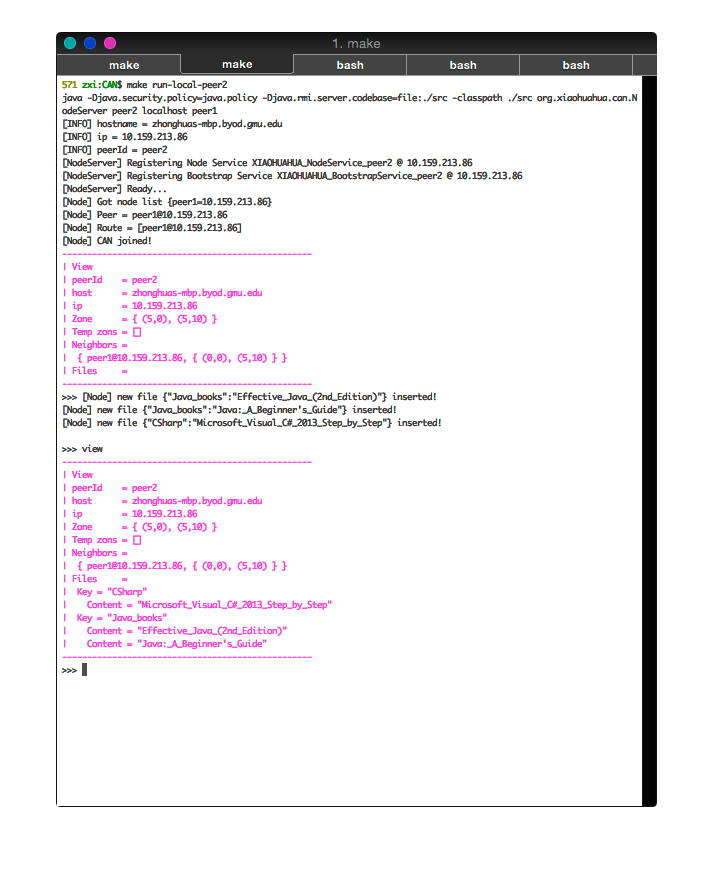 1. make
make make bash bash bash
571 zxi:CAN$ make run-local-peer2
java -Djava.security.policy=java.policy -Djava.rmi.server.codebase=file:./src -classpath ./src org.xiaohuahua.can.N
odeServer peer2 localhost peer1
[INFO] hostname = zhonghuas-mbp.byod.gmu.edu
[INFO] ip = 10.159.213.86
[INFO] peerId = peer2
[NodeServer] Registering Node Service XIAOHUAHUA_NodeService_peer2 @ 10.159.213.86
[NodeServer] Registering Bootstrap Service XIAOHUAHUA_BootstrapService_peer2 @ 10.159.213.86
[NodeServer] Ready...
[Node] Got node list {peer1=10.159.213.86}
[Node] Peer = peer1@10.159.213.86
[Node] Route = [peer1@10.159.213.86]
[Node] CAN joined!
--------------------------------------------------
| View
| peerId    = peer2
| host      = zhonghuas-mbp.byod.gmu.edu
| ip        = 10.159.213.86
| Zone      = { (5,0), (5,10) }
| Temp zons = []
| Neighbors =
|  { peer1@10.159.213.86, { (0,0), (5,10) } }
| Files     =
--------------------------------------------------
>>> [Node] new file {"Java_books":"Effective_Java_(2nd_Edition)"} inserted!
[Node] new file {"Java_books":"Java:_A_Beginner's_Guide"} inserted!
[Node] new file {"CSharp":"Microsoft_Visual_C#_2013_Step_by_Step"} inserted!
>>> view
--------------------------------------------------
| View
| peerId    = peer2
| host      = zhonghuas-mbp.byod.gmu.edu
| ip        = 10.159.213.86
| Zone      = { (5,0), (5,10) }
| Temp zons = []
| Neighbors =
|  { peer1@10.159.213.86, { (0,0), (5,10) } }
| Files     =
|  Key = "CSharp"
|    Content = "Microsoft_Visual_C#_2013_Step_by_Step"
|  Key = "Java_books"
|    Content = "Effective_Java_(2nd_Edition)"
|    Content = "Java:_A_Beginner's_Guide"
--------------------------------------------------
>>>